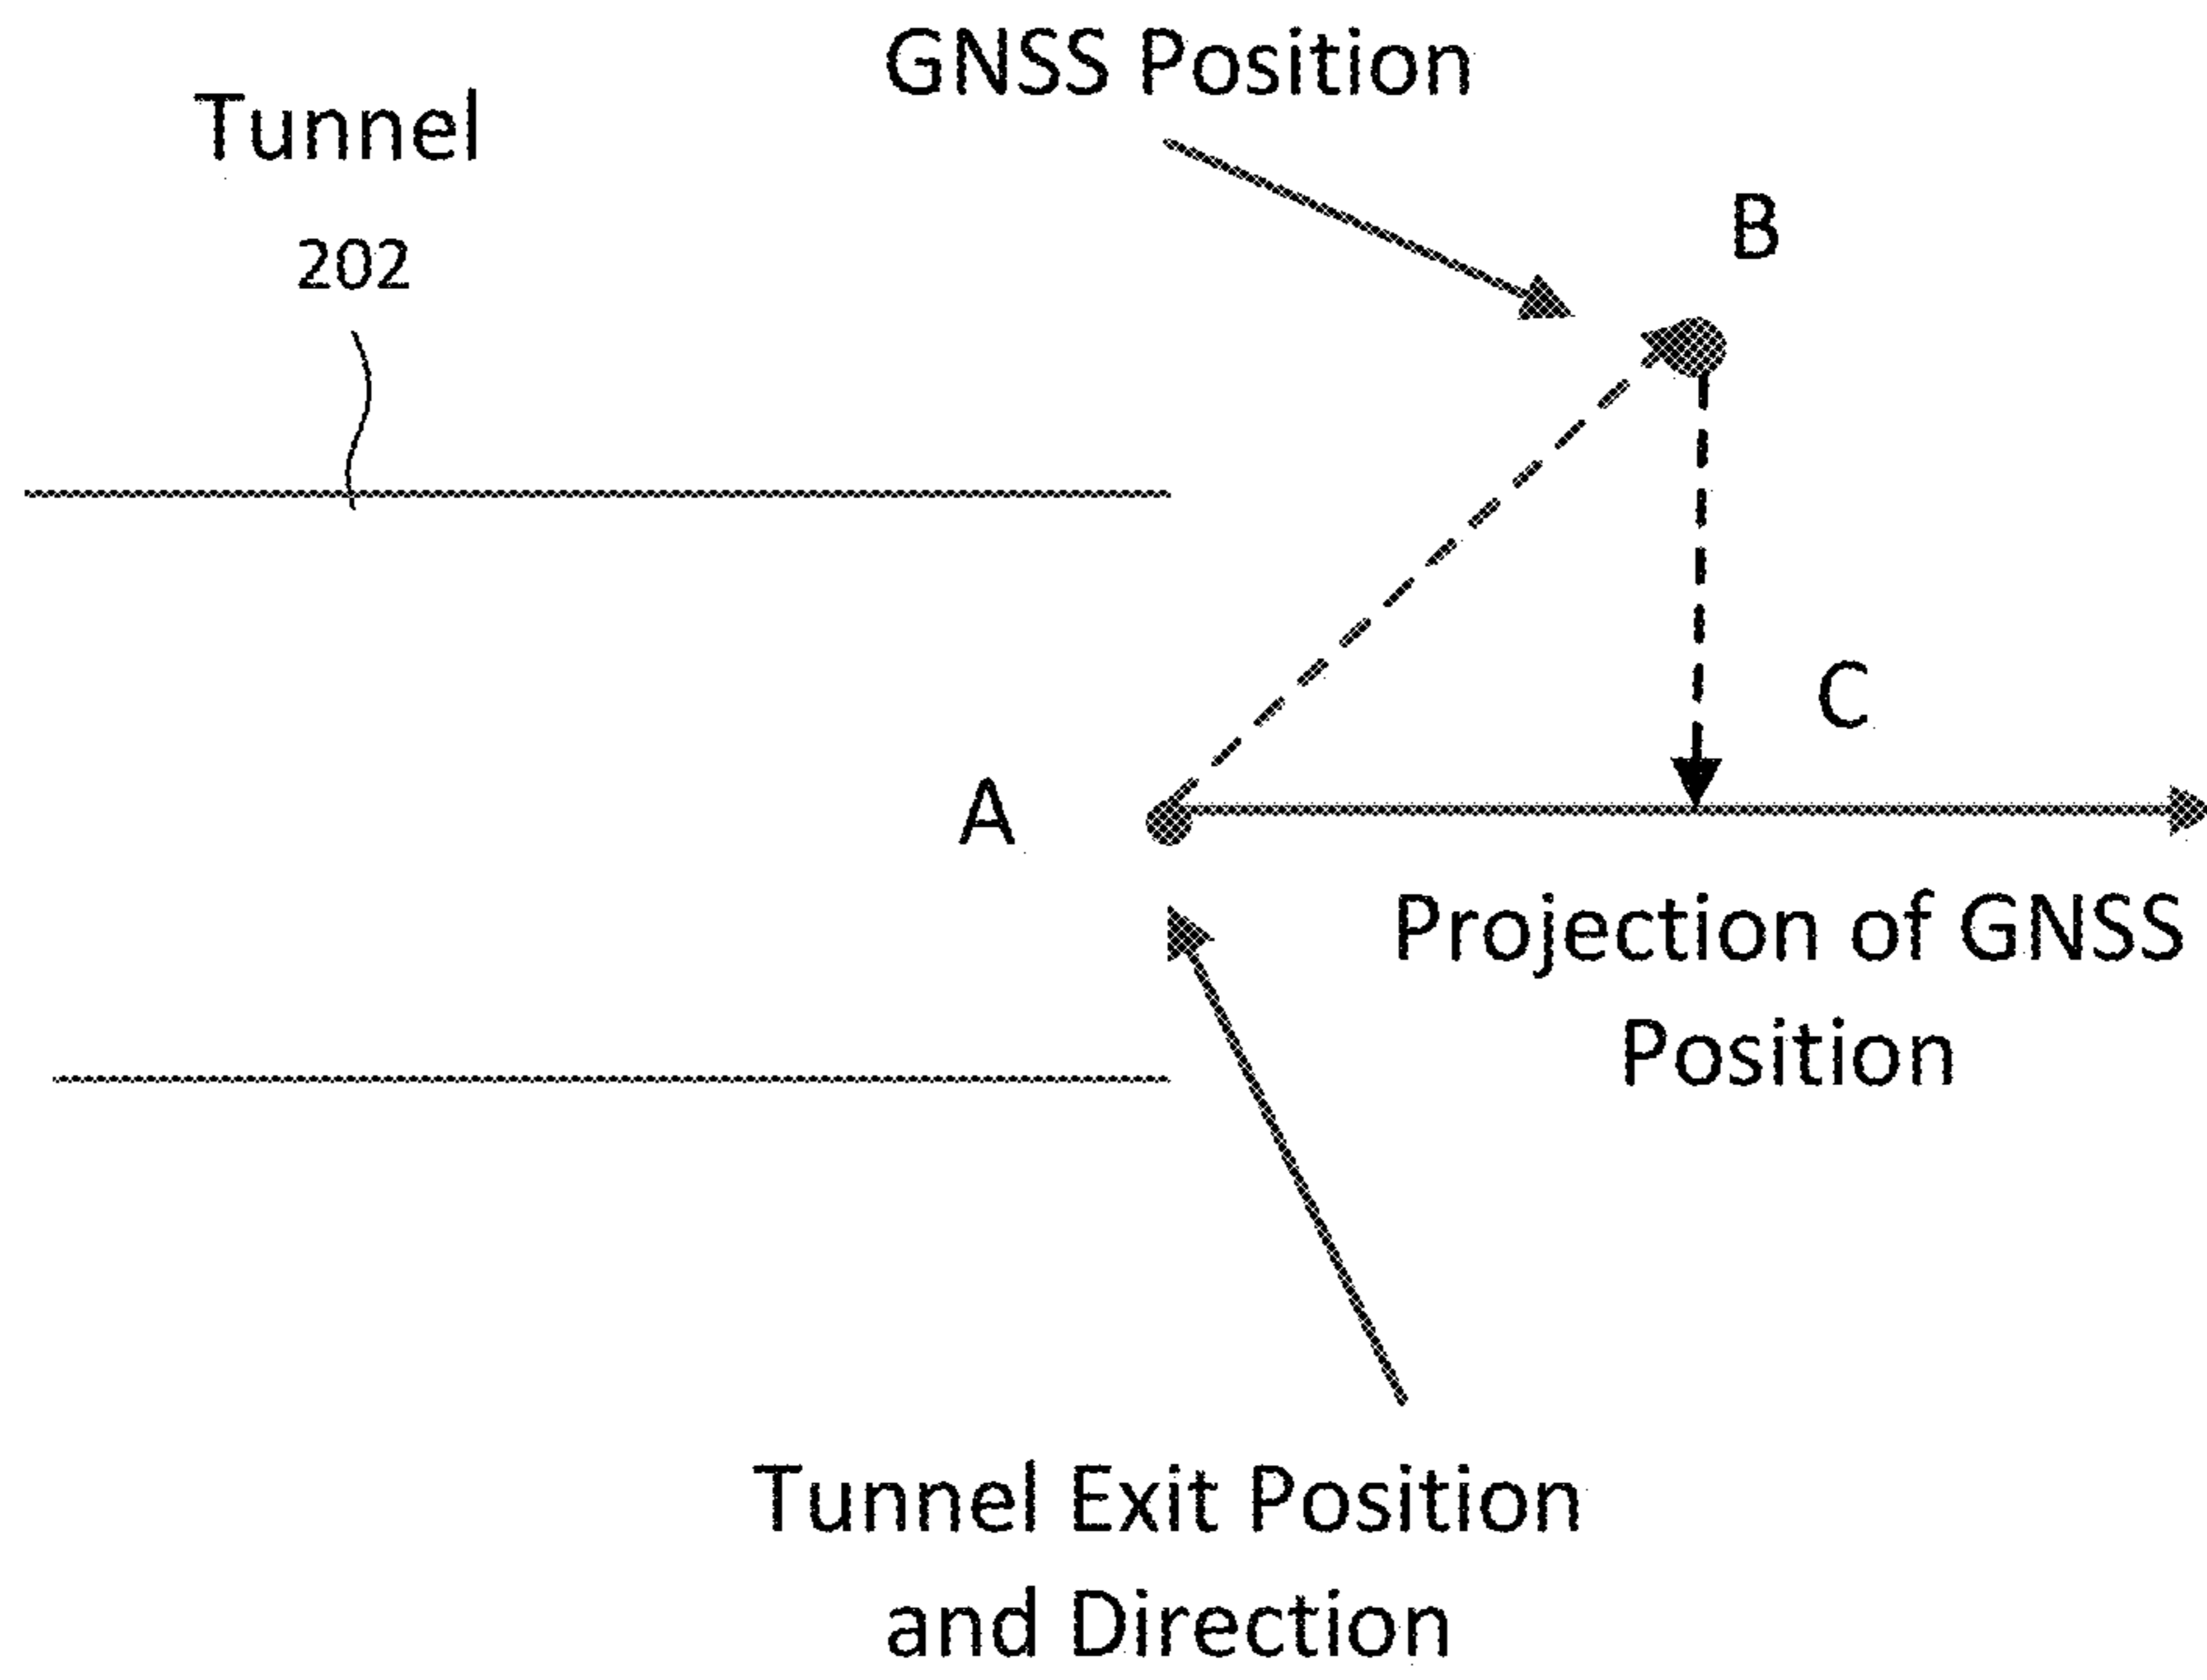 GNSS Position
Tunnel
202
B
C
A
Projection of GNSS
Position
Tunnel Exit Position
and Direction